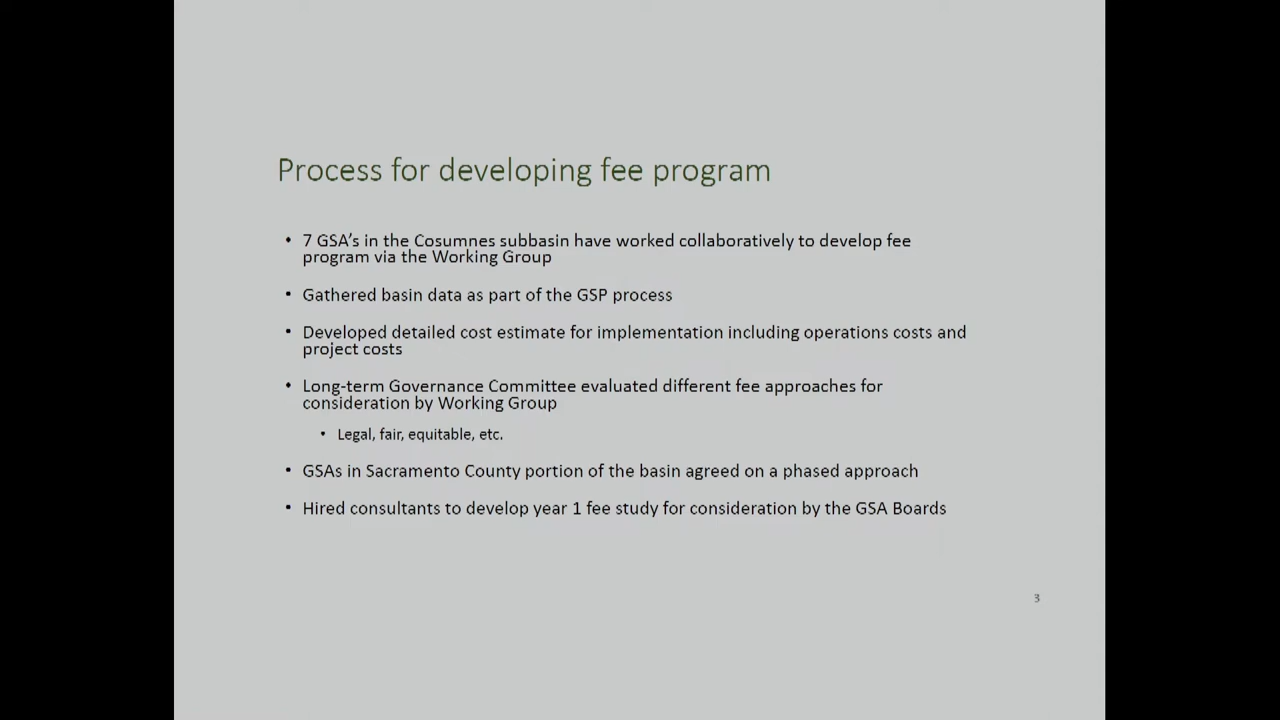 Process for developing fee program
• 7 GSA's in the Cosumnes subbasin have worked collaboratively to develop fee
program via the Working Group
• Gathered basin data as part of the GSP process
• Developed detailed cost estimate for implementation including operations costs and
project costs
• Long-term Governance Committee evaluated different fee approaches for
consideration by Working Group
• Legal, fair, equitable, etc.
• GSAs in Sacramento County portion of the basin agreed on a phased approach
• Hired consultants to develop year 1 fee study for consideration by the GSA Boards
3